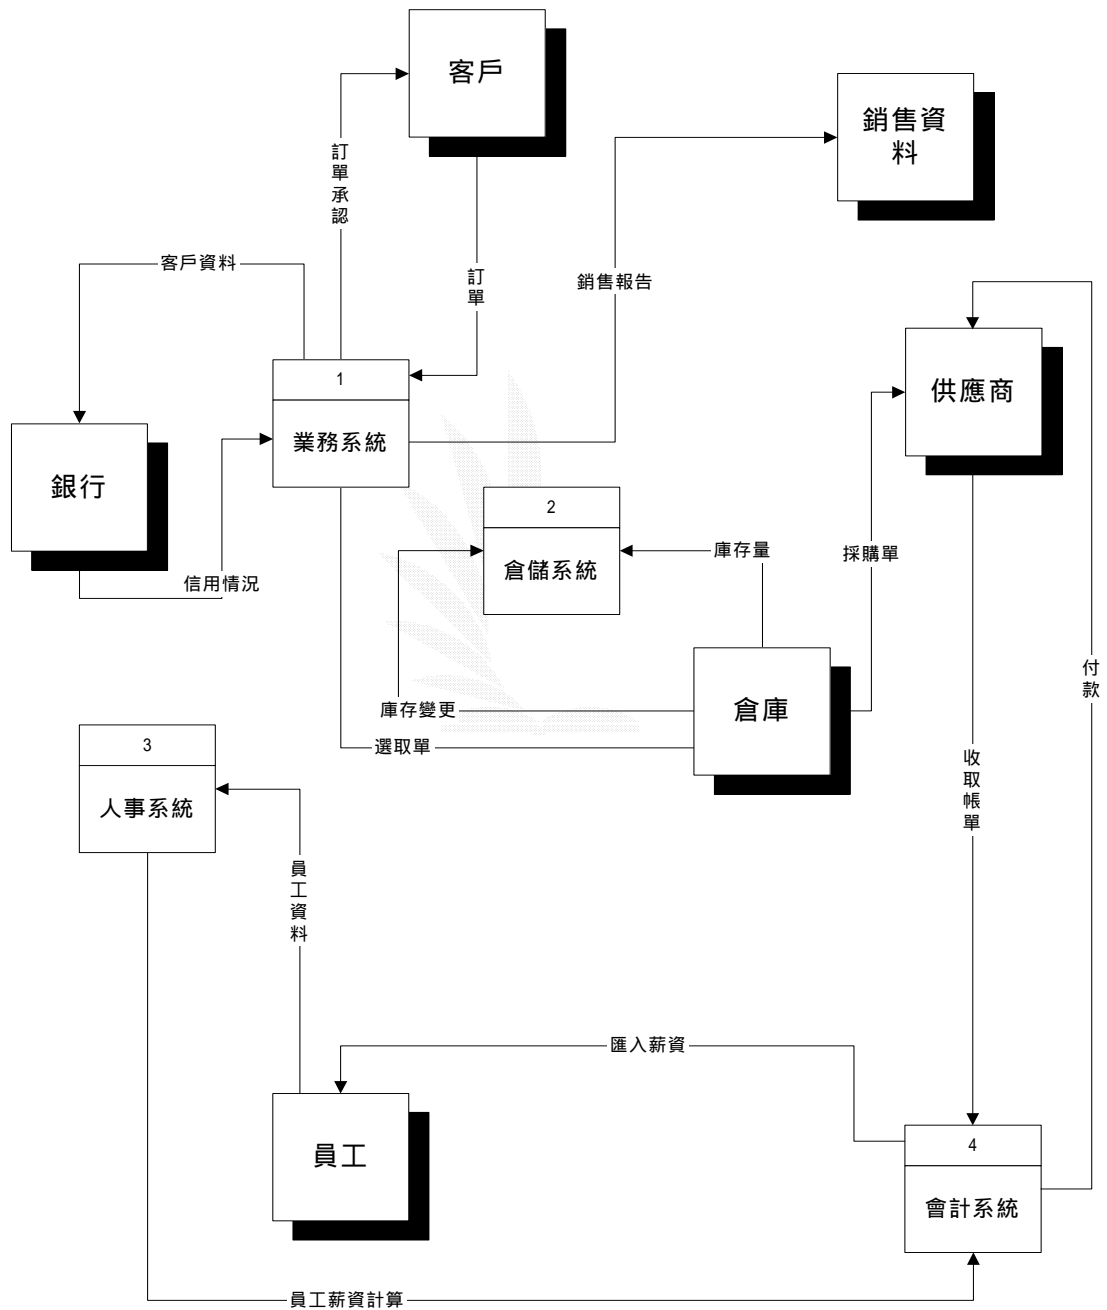 客戶
銷售資
料
訂單承認
訂單
客戶資料
銷售報告
供應商
1
業務系統
銀行
2
倉儲系統
庫存量
採購單
信用情況
付款
倉庫
庫存變更
選取單
3
人事系統
收取帳單
員工資料
匯入薪資
員工
4
會計系統
員工薪資計算